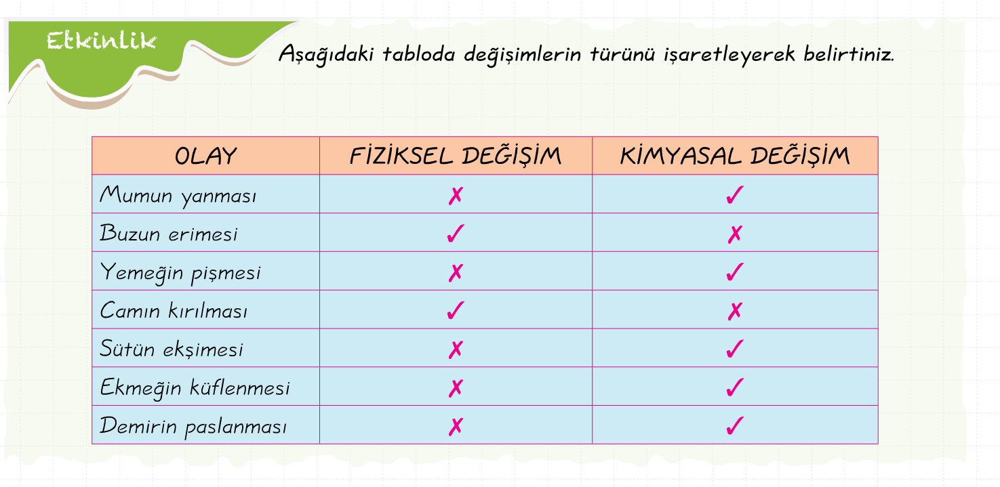 Etkinlik
Aşağıdaki tabloda değişimlerin türünü işaretleyerek belirtiniz.
OLAY FİZİKSEL DEĞİŞİM KİMYASAL DEĞİŞİM
Mumun yanması ✗ ✓
Buzun erimesi ✓ ✗
Yemeğin pişmesi ✗ ✓
Camın kırılması ✓ ✗
Sütün ekşimesi ✗ ✓
Ekmeğin küflenmesi ✗ ✓
Demirin paslanması ✗ ✓